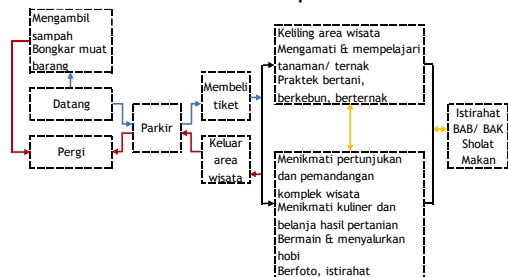 Mengambil
sampah
Bongkar muat
barang
Datang
Pergi
Parkir
Membeli
tiket
Keluar
area
wisata
Keliling area wisata
Mengamati & mempelajari
tanaman/ ternak
Praktek bertani,
berkebun, berternak
Menikmati pertunjukan
dan pemandangan
komplek wisata
Menikmati kuliner dan
belanja hasil pertanian
Bermain & menyalurkan
hobi
Berfoto, istirahat
Istirahat
BAB/ BAK
Sholat
Makan